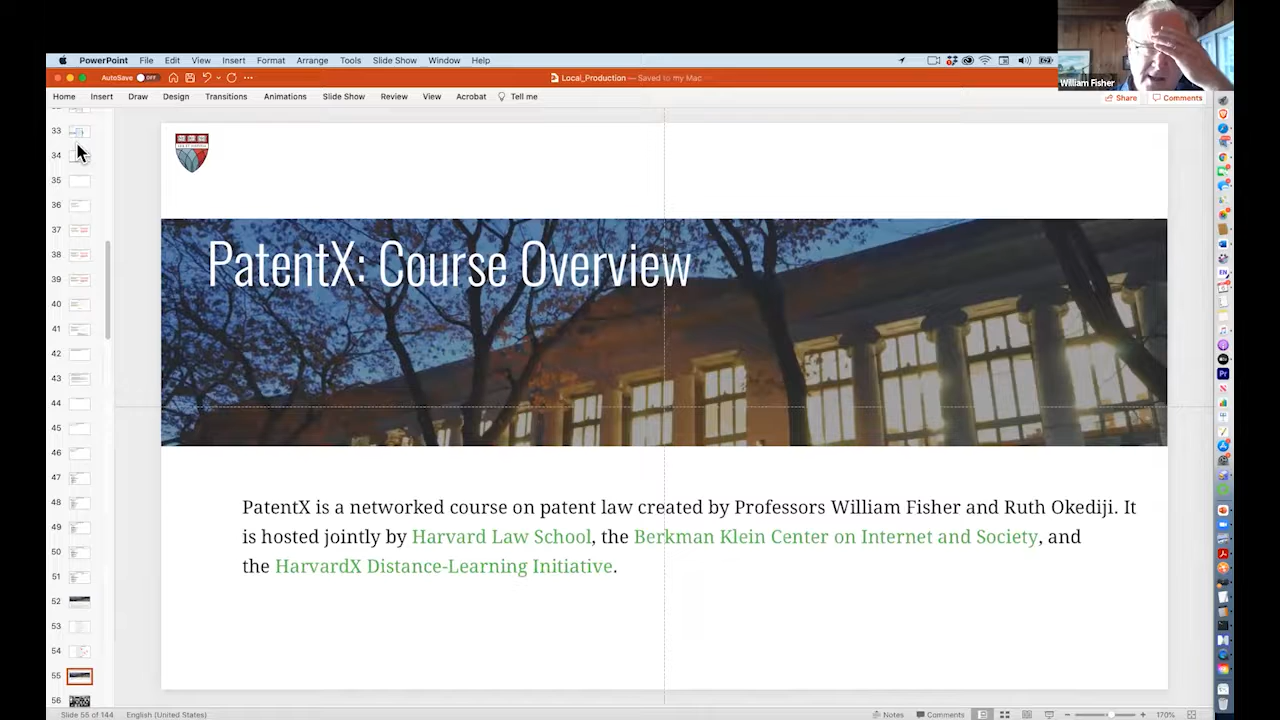 PowerPoint File Edit View Insert Format Arrange Tools Slide Show Window Help
William Fisher
AutoSave OFF
Local_Production — Saved to my Mac
Home Insert Draw Design Transitions Animations Slide Show Review View Acrobat Tell me
Share Comments
33
34
35
36
37
38
39
40
41
42
43
44
45
46
47
48
49
50
51
52
53
54
55
56
PatentX: Course Overview
PatentX is a networked course on patent law created by Professors William Fisher and Ruth Okediji. It
is hosted jointly by Harvard Law School, the Berkman Klein Center on Internet and Society, and
the HarvardX Distance-Learning Initiative.
Slide 55 of 144 English (United States)
Notes Comments 170%